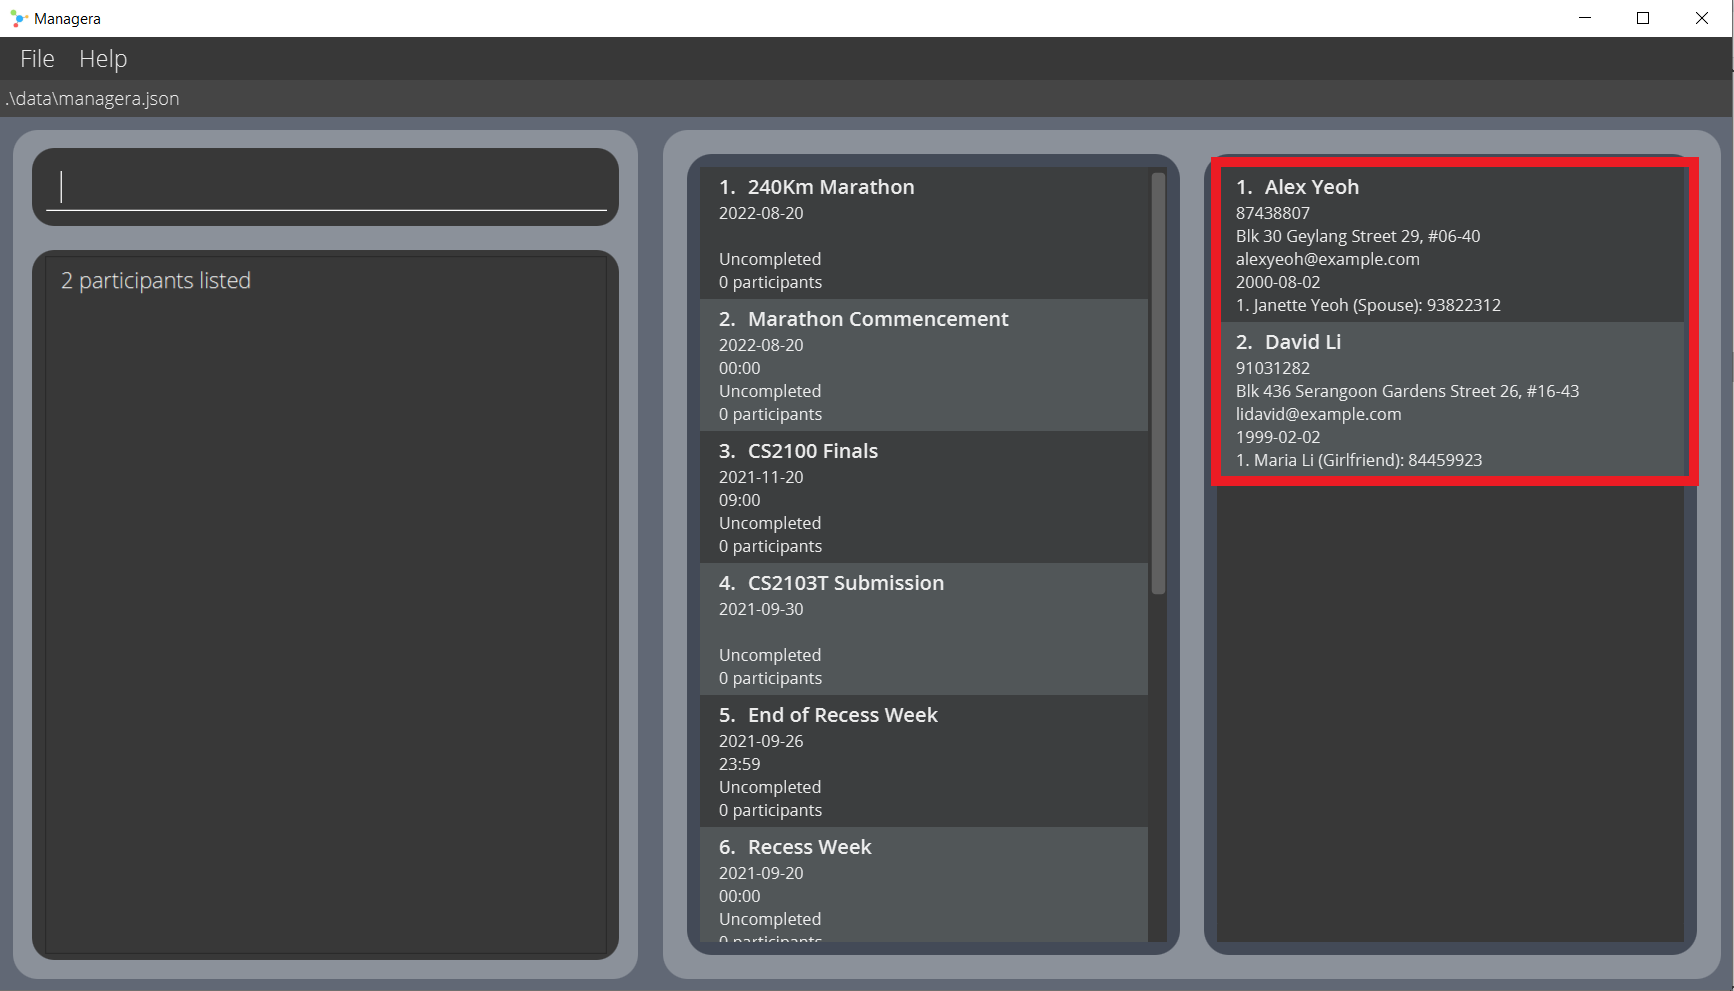 Managera
File Help
.\data\managera.json
2 participants listed
1. 240Km Marathon
2022-08-20
Uncompleted
0 participants
2. Marathon Commencement
2022-08-20
00:00
Uncompleted
0 participants
3. CS2100 Finals
2021-11-20
09:00
Uncompleted
0 participants
4. CS2103T Submission
2021-09-30
Uncompleted
0 participants
5. End of Recess Week
2021-09-26
23:59
Uncompleted
0 participants
6. Recess Week
2021-09-20
00:00
Uncompleted
0 participants
1. Alex Yeoh
87438807
Blk 30 Geylang Street 29, #06-40
alexyeoh@example.com
2000-08-02
1. Janette Yeoh (Spouse): 93822312
2. David Li
91031282
Blk 436 Serangoon Gardens Street 26, #16-43
lidavid@example.com
1999-02-02
1. Maria Li (Girlfriend): 84459923